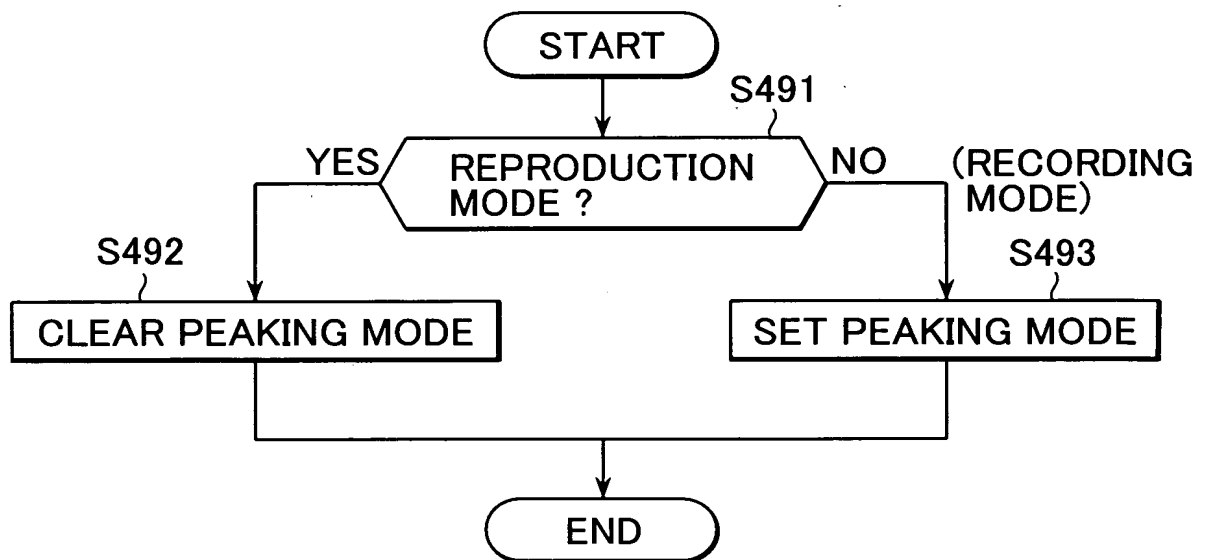 START
S491
YES
REPRODUCTION
MODE ?
NO
(RECORDING
MODE)
S492
CLEAR PEAKING MODE
S493
SET PEAKING MODE
END